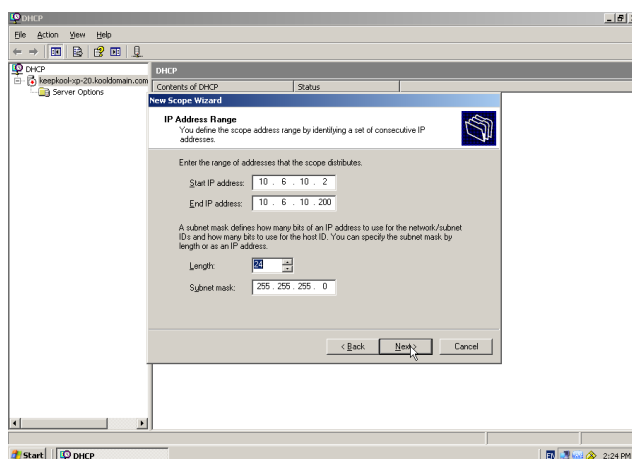 DHCP
File Action View Help
DHCP
keepkool-xp-20.kooldomain.com
Server Options
DHCP
Contents of DHCP Status
New Scope Wizard
IP Address Range
You define the scope address range by identifying a set of consecutive IP
addresses.
Enter the range of addresses that the scope distributes.
Start IP address: 10 . 6 . 10 . 2
End IP address: 10 . 6 . 10 . 200
A subnet mask defines how many bits of an IP address to use for the network/subnet
IDs and how many bits to use for the host ID. You can specify the subnet mask by
length or as an IP address.
Length: 24
Subnet mask: 255 . 255 . 255 . 0
< Back Next > Cancel
Start DHCP EN 2:24 PM